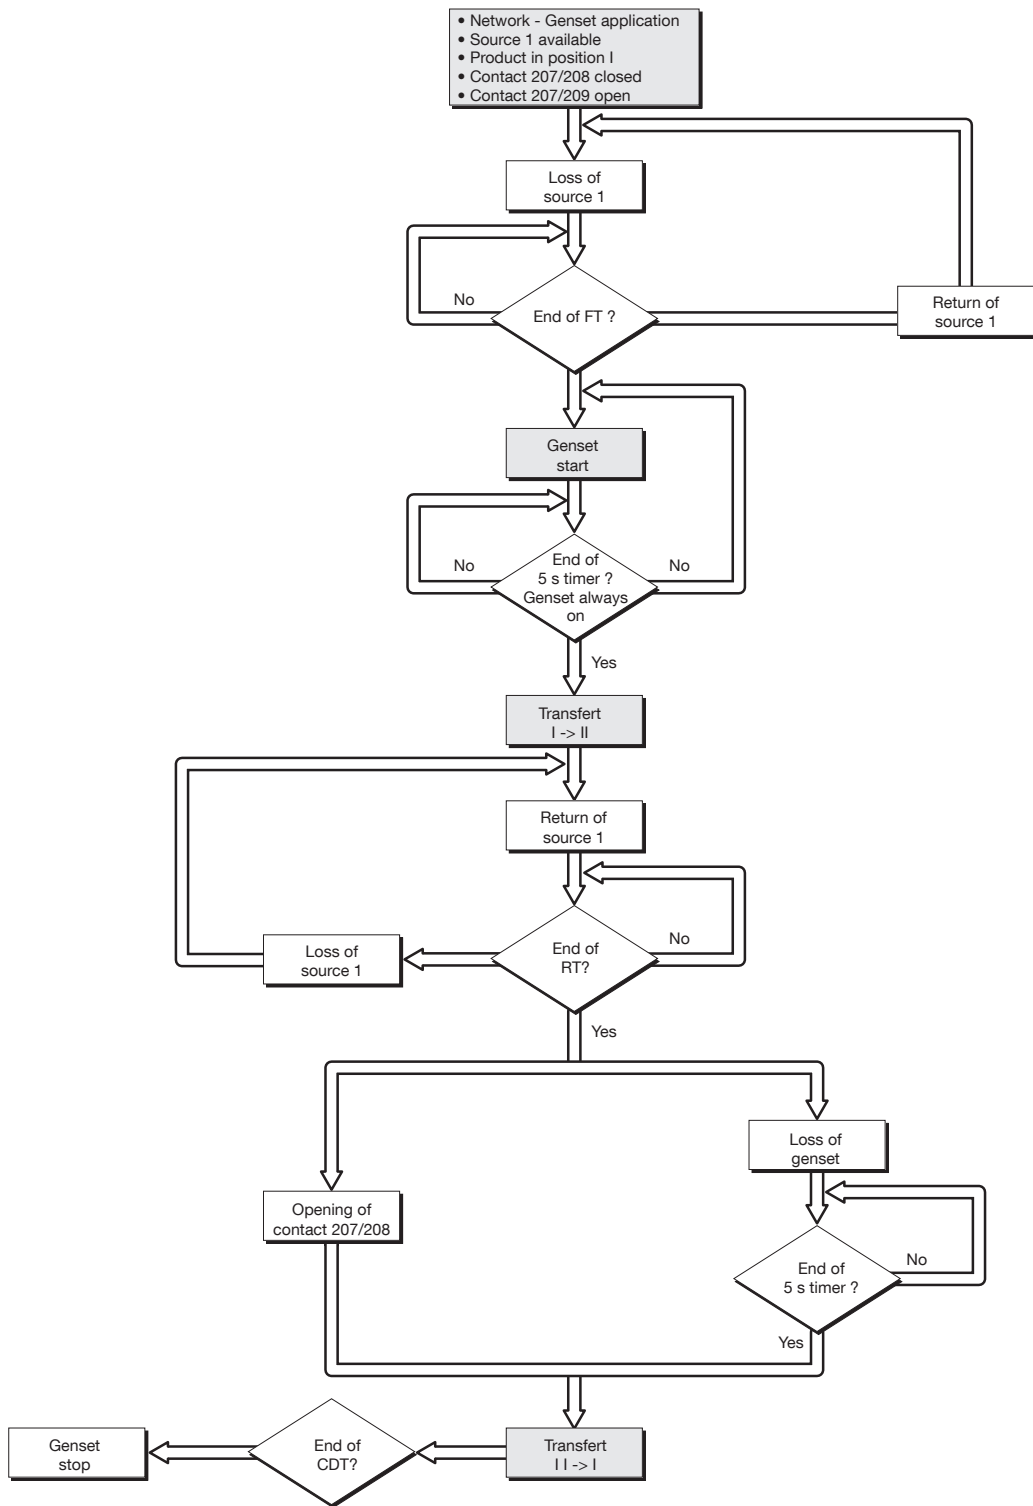 • Network - Genset application
• Source 1 available
• Product in position I
• Contact 207/208 closed
• Contact 207/209 open
Loss of
source 1
No
End of FT ?
Return of
source 1
Genset
start
No
End of
5 s timer ?
Genset always
on
No
Yes
Transfert
I -> II
Return of
source 1
Loss of
source 1
End of
RT?
No
Yes
Loss of
genset
Opening of
contact 207/208
End of
5 s timer ?
No
Yes
Genset
stop
End of
CDT?
Transfert
I I -> I